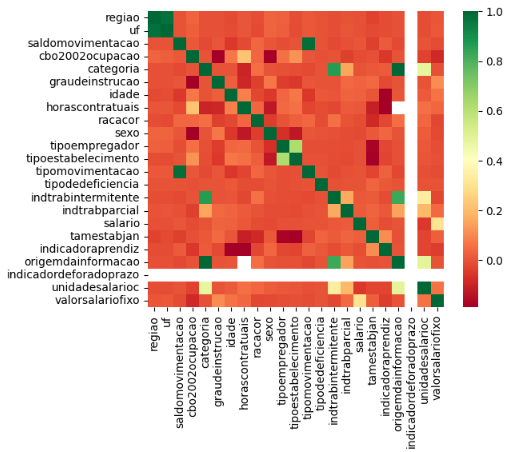 regiao
uf
saldomovimentacao
cbo2002ocupacao
categoria
graudeinstrucao
idade
horascontratuais
racacor
sexo
tipoempregador
tipoestabelecimento
tipomovimentacao
tipodedeficiencia
indtrabintermitente
indtrabparcial
salario
tamestabjan
indicadoraprendiz
origemdainformacao
indicadordeforadoprazo
unidadesalarioc
valorsalariofixo
regiao
uf
saldomovimentacao
cbo2002ocupacao
categoria
graudeinstrucao
idade
horascontratuais
racacor
sexo
tipoempregador
tipoestabelecimento
tipomovimentacao
tipodedeficiencia
indtrabintermitente
indtrabparcial
salario
tamestabjan
indicadoraprendiz
origemdainformacao
indicadordeforadoprazo
unidadesalarioc
valorsalariofixo
1.0
0.8
0.6
0.4
0.2
0.0